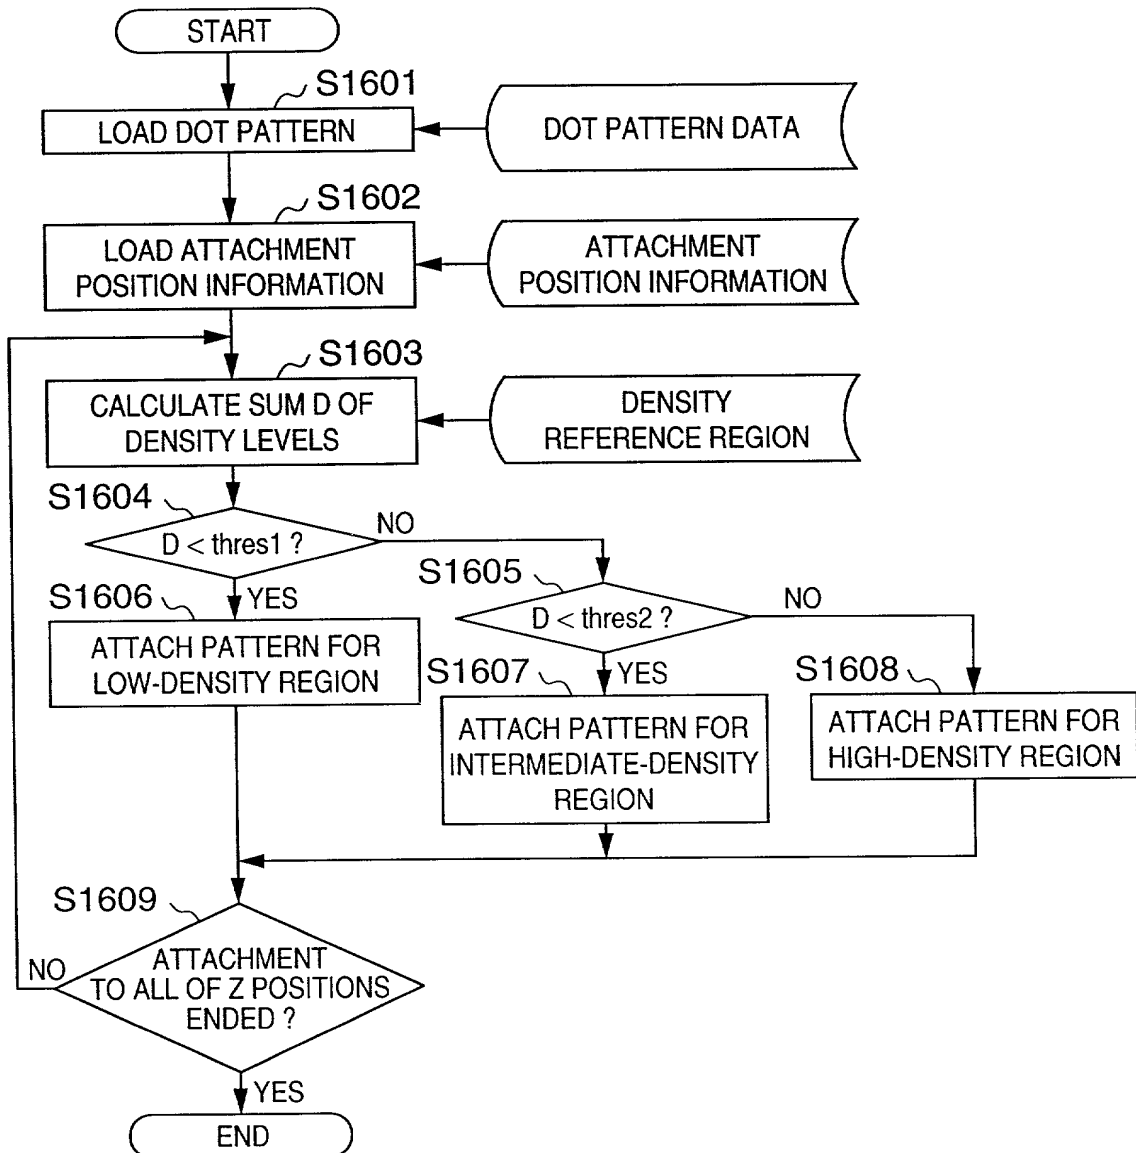 START
S1601
LOAD DOT PATTERN
DOT PATTERN DATA
S1602
LOAD ATTACHMENT
POSITION INFORMATION
ATTACHMENT
POSITION INFORMATION
S1603
CALCULATE SUM D OF
DENSITY LEVELS
DENSITY
REFERENCE REGION
S1604
D < thres1 ?
NO
YES
S1605
D < thres2 ?
NO
YES
S1606
ATTACH PATTERN FOR
LOW-DENSITY REGION
S1607
ATTACH PATTERN FOR
INTERMEDIATE-DENSITY
REGION
S1608
ATTACH PATTERN FOR
HIGH-DENSITY REGION
S1609
ATTACHMENT
TO ALL OF Z POSITIONS
ENDED ?
NO
YES
END